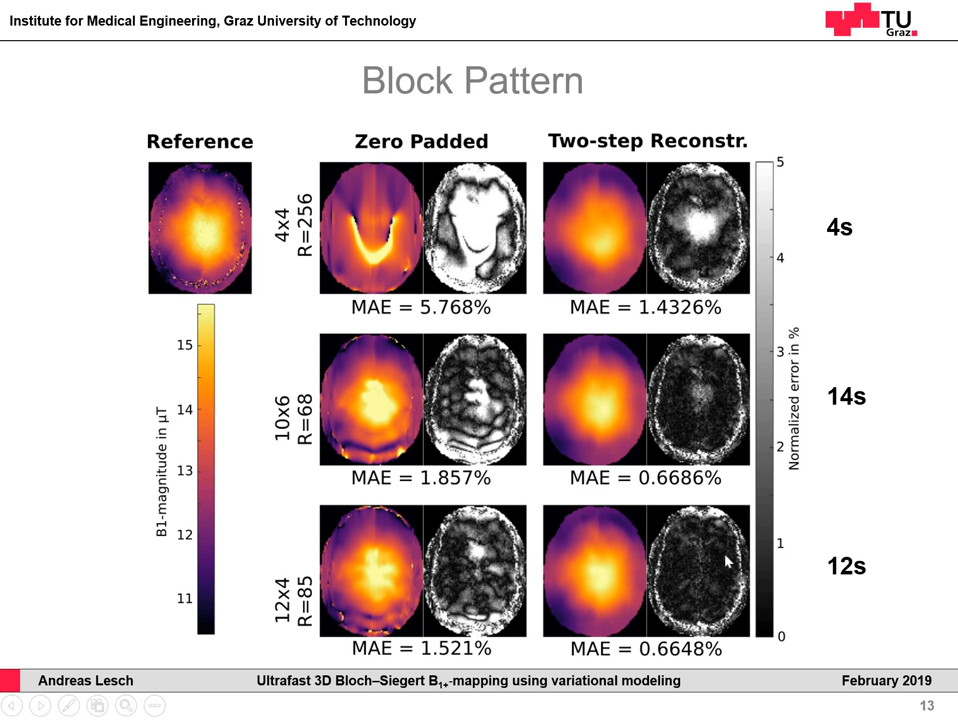 Institute for Medical Engineering, Graz University of Technology
TU
Graz
Block Pattern
Reference
Zero Padded
Two-step Reconstr.
4x4
R=256
MAE = 5.768%
MAE = 1.4326%
4s
10x6
R=68
MAE = 1.857%
MAE = 0.6686%
14s
12x4
R=85
MAE = 1.521%
MAE = 0.6648%
12s
B1-magnitude in µT
15
14
13
12
11
5
4
3
2
1
0
Normalized error in %
Andreas Lesch
Ultrafast 3D Bloch–Siegert B1+-mapping using variational modeling
February 2019
13